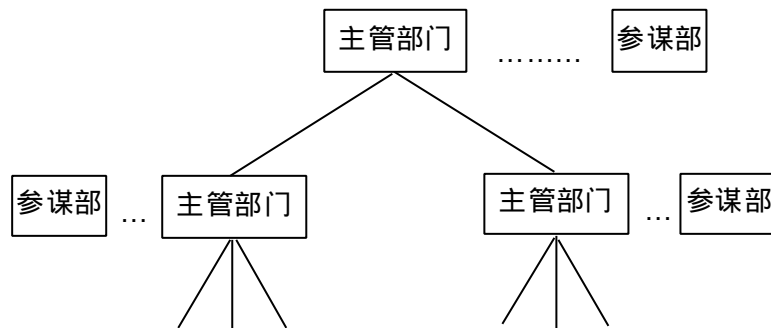 主管部门 ……… 参谋部
参谋部 … 主管部门 主管部门 … 参谋部